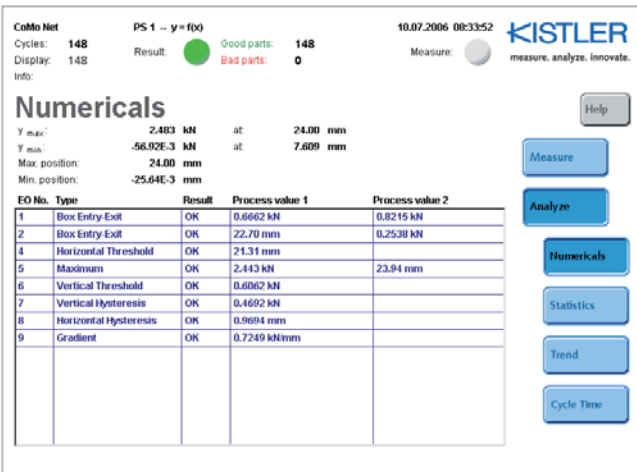 CoMo Net PS 1 -- y=f(x) 10.07.2006 08:33:52
KISTLER
measure. analyze. innovate.
Cycles: 148 Result: Good parts: 148 Measure:
Display: 148 Bad parts: 0
Info:
Numericals
Help
y max: 2.483 kN at: 24.00 mm
y min: -56.92E-3 kN at: 7.609 mm
Max. position: 24.00 mm
Min. position: -25.64E-3 mm
Measure
Analyze
Numericals
Statistics
Trend
Cycle Time
EO No. Type Result Process value 1 Process value 2
1 Box Entry-Exit OK 0.6662 kN 0.8215 kN
2 Box Entry-Exit OK 22.70 mm 0.2538 kN
4 Horizontal Threshold OK 21.31 mm
5 Maximum OK 2.443 kN 23.94 mm
6 Vertical Threshold OK 0.6062 kN
7 Vertical Hysteresis OK 0.4692 kN
8 Horizontal Hysteresis OK 0.9694 mm
9 Gradient OK 0.7249 kN/mm